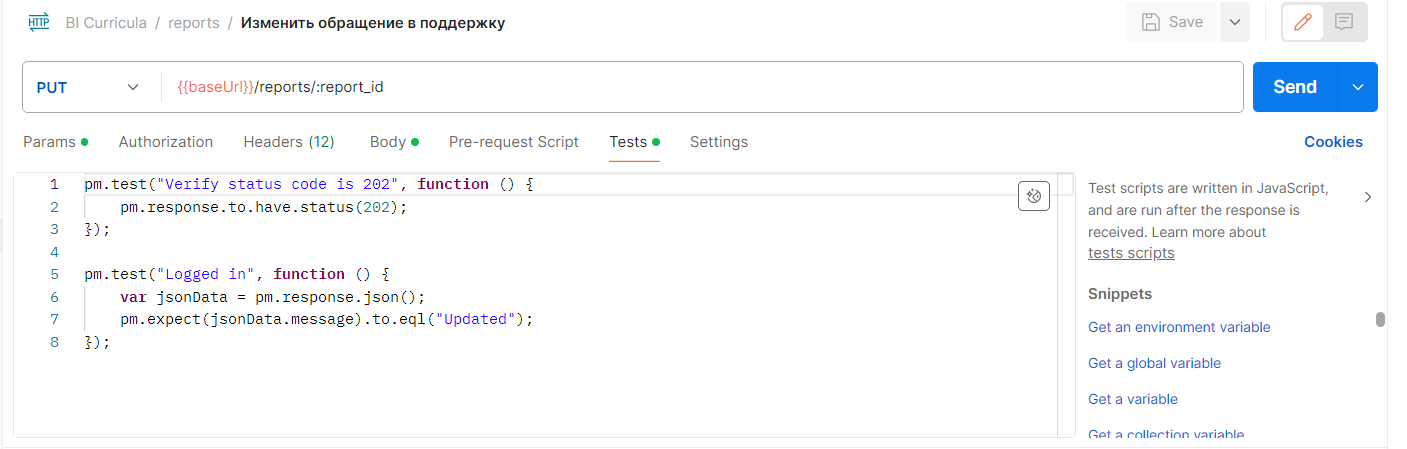 HTTP BI Curricula / reports / Изменить обращение в поддержку Save
PUT {{baseUrl}}/reports/:report_id Send
Params Authorization Headers (12) Body Pre-request Script Tests Settings Cookies
1 pm.test("Verify status code is 202", function () {
2 pm.response.to.have.status(202);
3 });
4
5 pm.test("Logged in", function () {
6 var jsonData = pm.response.json();
7 pm.expect(jsonData.message).to.eql("Updated");
8 });
Test scripts are written in JavaScript,
and are run after the response is
received. Learn more about
tests scripts
Snippets
Get an environment variable
Get a global variable
Get a variable
Get a collection variable